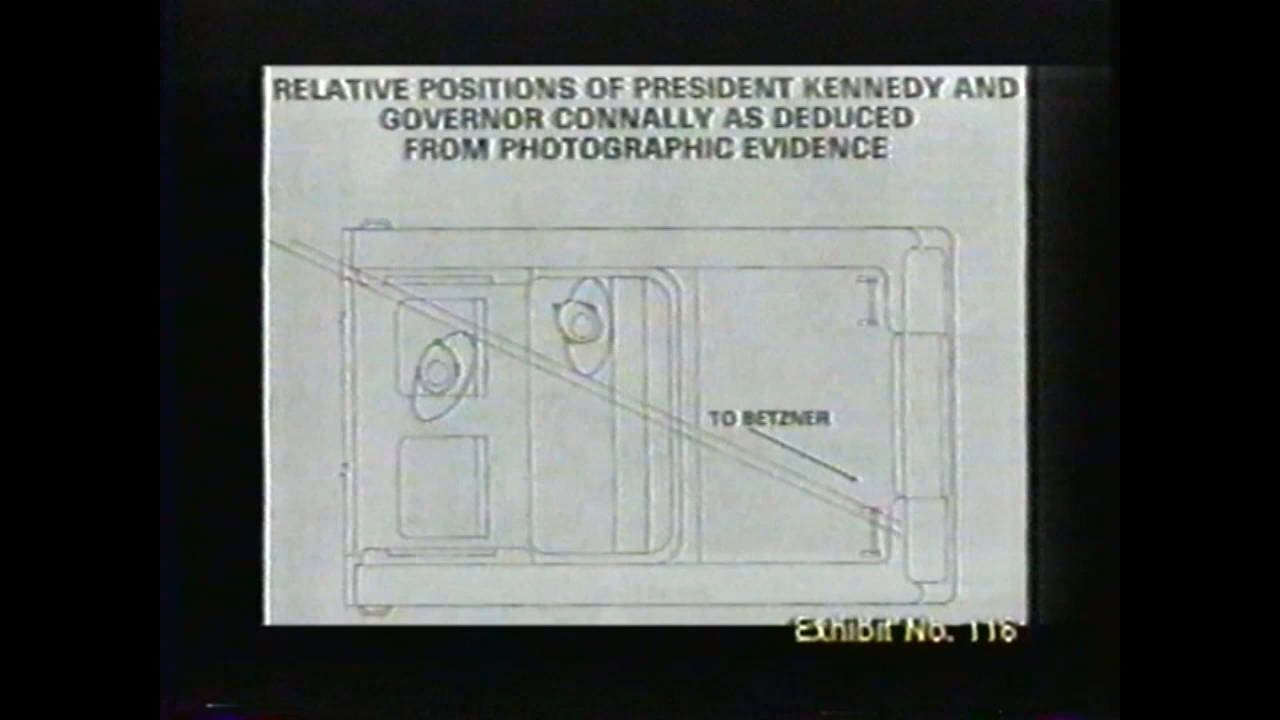 RELATIVE POSITIONS OF PRESIDENT KENNEDY AND
GOVERNOR CONNALLY AS DEDUCED
FROM PHOTOGRAPHIC EVIDENCE
TO BETZNER
Exhibit No. 116